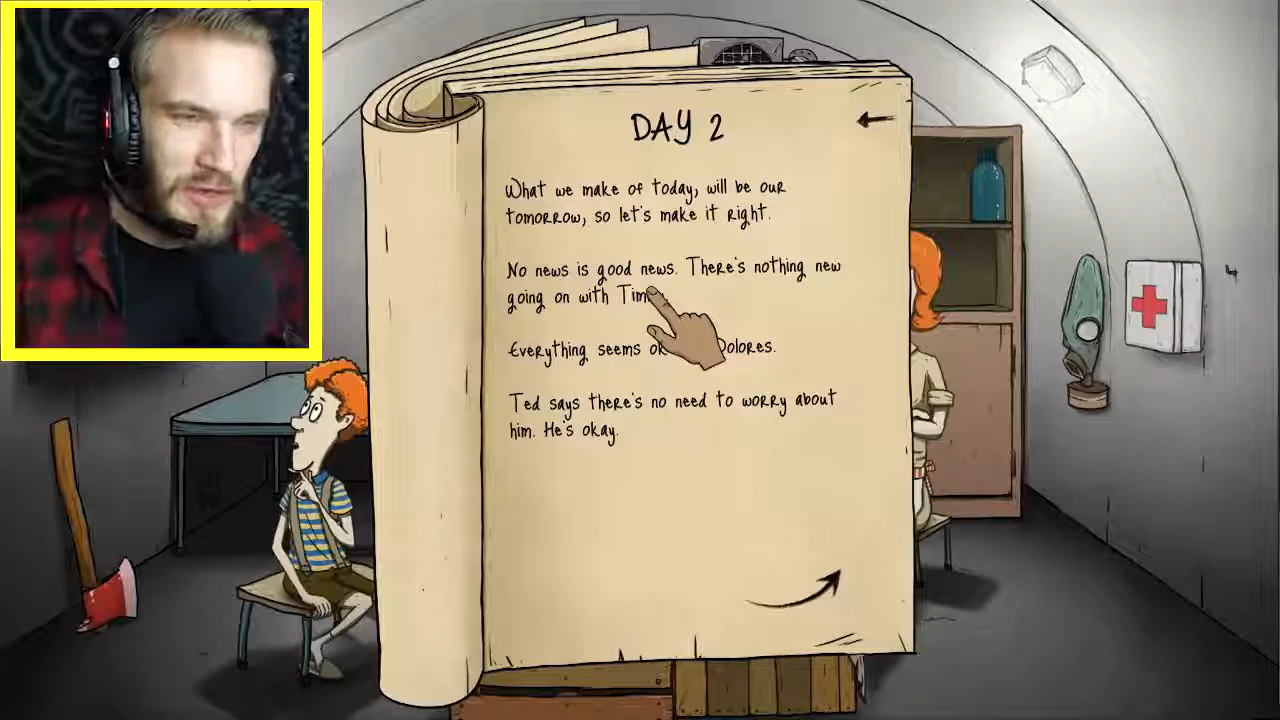 DAY 2
What we make of today, will be our
tomorrow, so let's make it right.
No news is good news. There's nothing new
going on with Tim
Everything seems Dolores.
Ted says there's no need to worry about
him. He's okay.